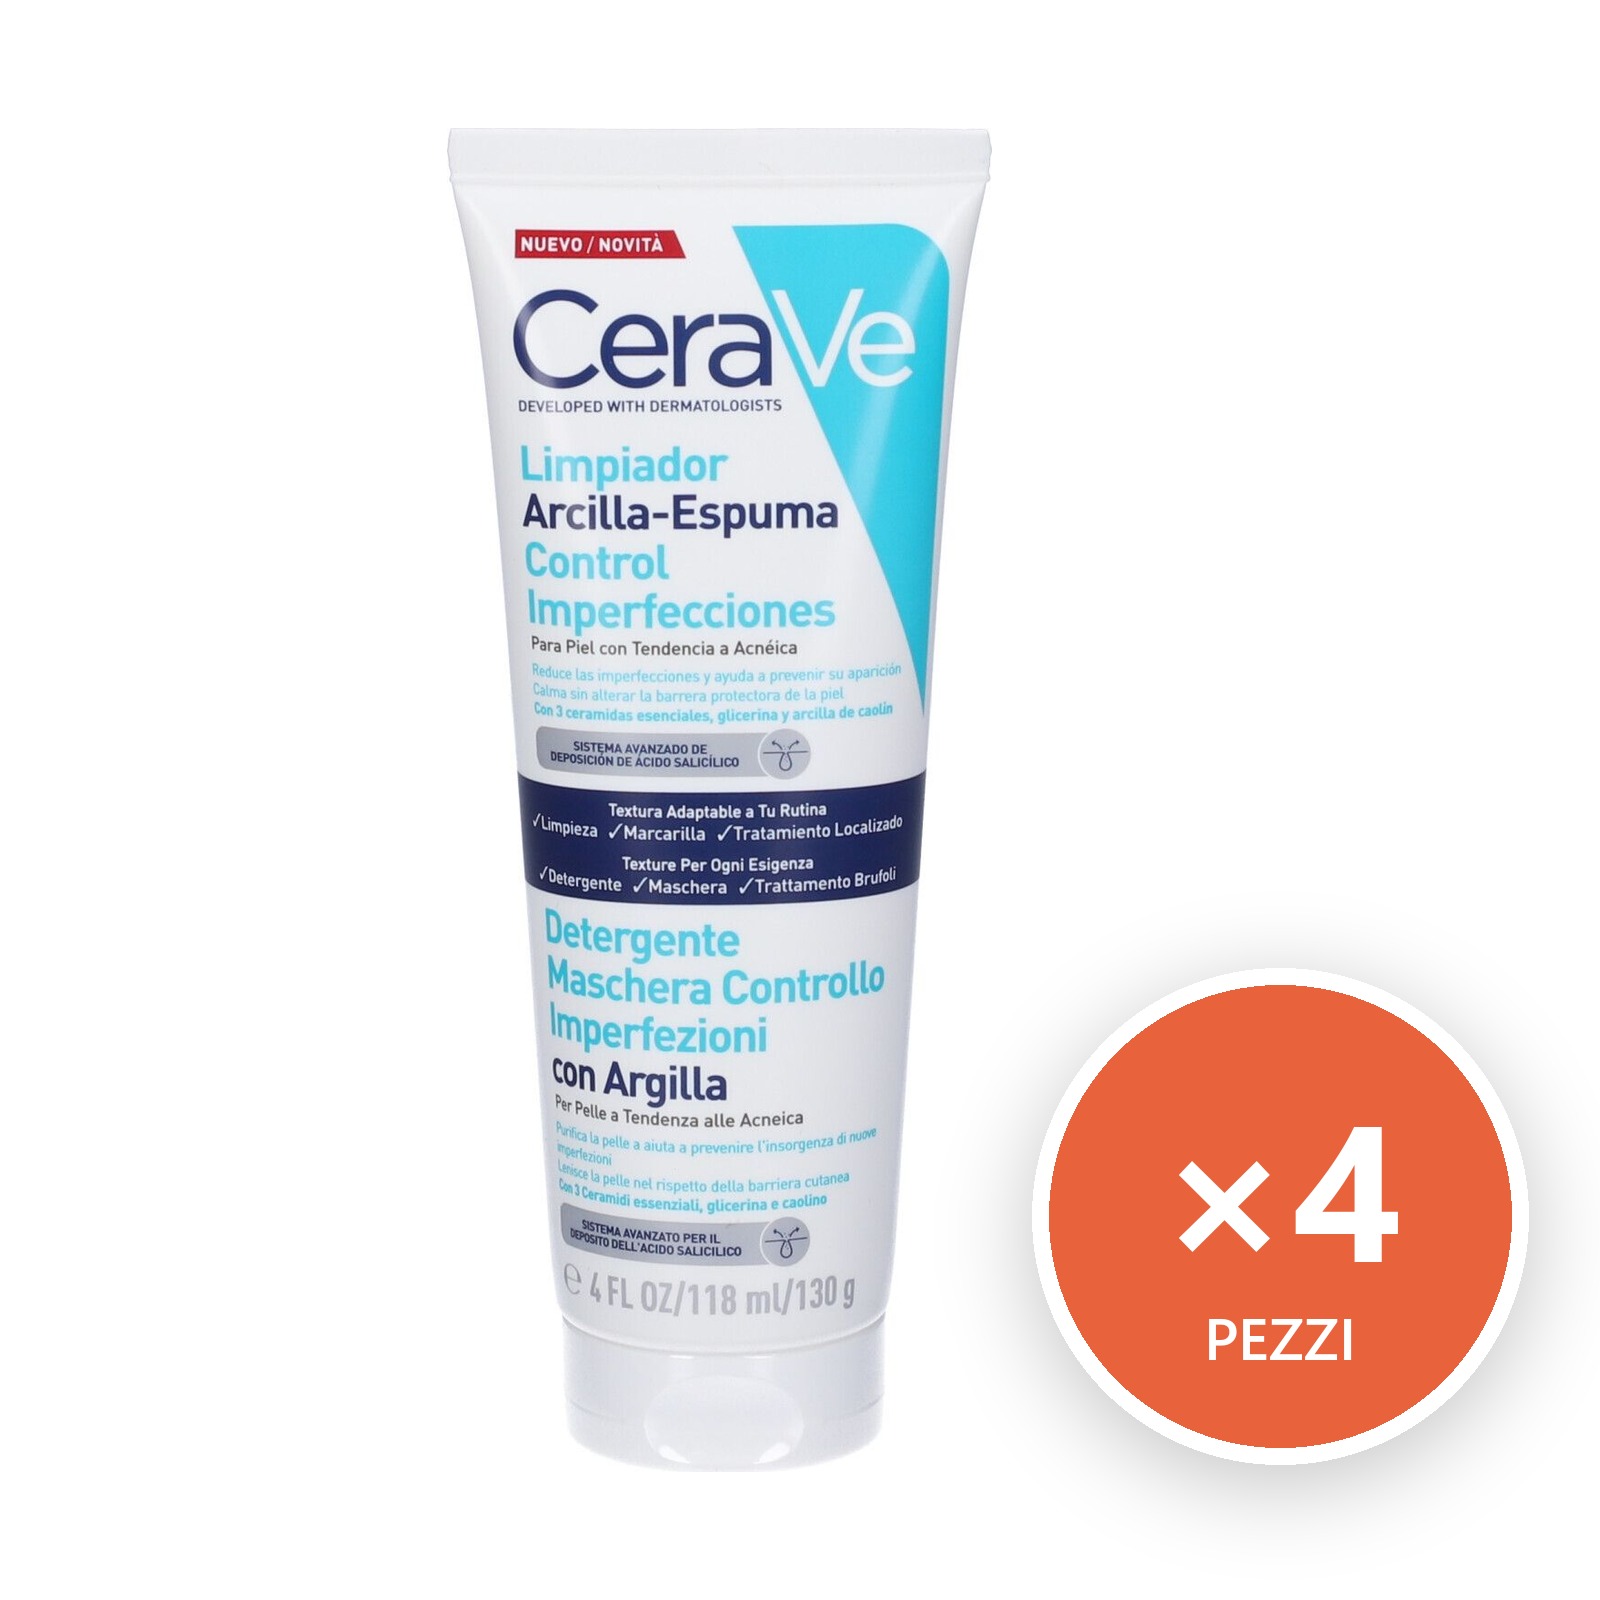 NUEVO / NOVITÀ
CeraVe
DEVELOPED WITH DERMATOLOGISTS
Limpiador
Arcilla-Espuma
Control
Imperfecciones
Para Piel con Tendencia a Acnéica
Reduce las imperfecciones y ayuda a prevenir su aparición
Calma sin alterar la barrera protectora de la piel
Con 3 ceramidas esenciales, glicerina y arcilla de caolín
SISTEMA AVANZADO DE
DEPOSICIÓN DE ÁCIDO SALICÍLICO
Textura Adaptable a Tu Rutina
✓Limpieza ✓Marcarilla ✓Tratamiento Localizado
Texture Per Ogni Esigenza
✓Detergente ✓Maschera ✓Trattamento Brufoli
Detergente
Maschera Controllo
Imperfezioni
con Argilla
Per Pelle a Tendenza alle Acneica
Purifica la pelle a aiuta a prevenire l'insorgenza di nuove
imperfezioni
Lenisce la pelle nel rispetto della barriera cutanea
Con 3 Ceramidi essenziali, glicerina e caolino
SISTEMA AVANZATO PER IL
DEPOSITO DELL'ACIDO SALICILICO
℮ 4 FL OZ/118 ml/130 g
×4
PEZZI